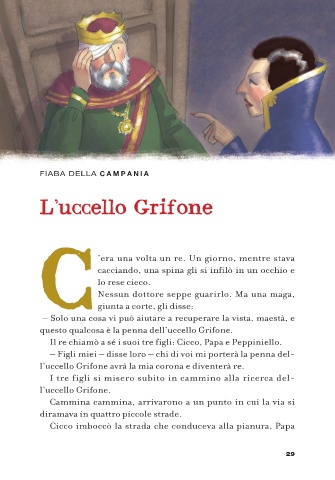 FIABA DELLA CAMPANIA
L'uccello Grifone
C'era una volta un re. Un giorno, mentre stava
cacciando, una spina gli si infilò in un occhio e
lo rese cieco.
Nessun dottore seppe guarirlo. Ma una maga,
giunta a corte, gli disse:
– Solo una cosa vi può aiutare a recuperare la vista, maestà, e
questo qualcosa è la penna dell'uccello Grifone.
Il re chiamò a sé i suoi tre figli: Cicco, Papa e Peppiniello.
– Figli miei – disse loro – chi di voi mi porterà la penna del-
l'uccello Grifone avrà la mia corona e diventerà re.
I tre figli si misero subito in cammino alla ricerca del-
l'uccello Grifone.
Cammina cammina, arrivarono a un punto in cui la via si
diramava in quattro piccole strade.
Cicco imboccò la strada che conduceva alla pianura, Papa
29